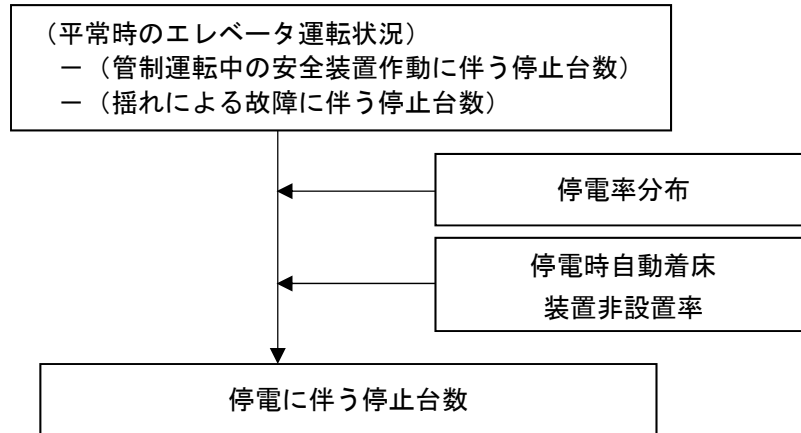 （平常時のエレベータ運転状況）
－（管制運転中の安全装置作動に伴う停止台数）
－（揺れによる故障に伴う停止台数）
停電率分布
停電時自動着床
装置非設置率
停電に伴う停止台数